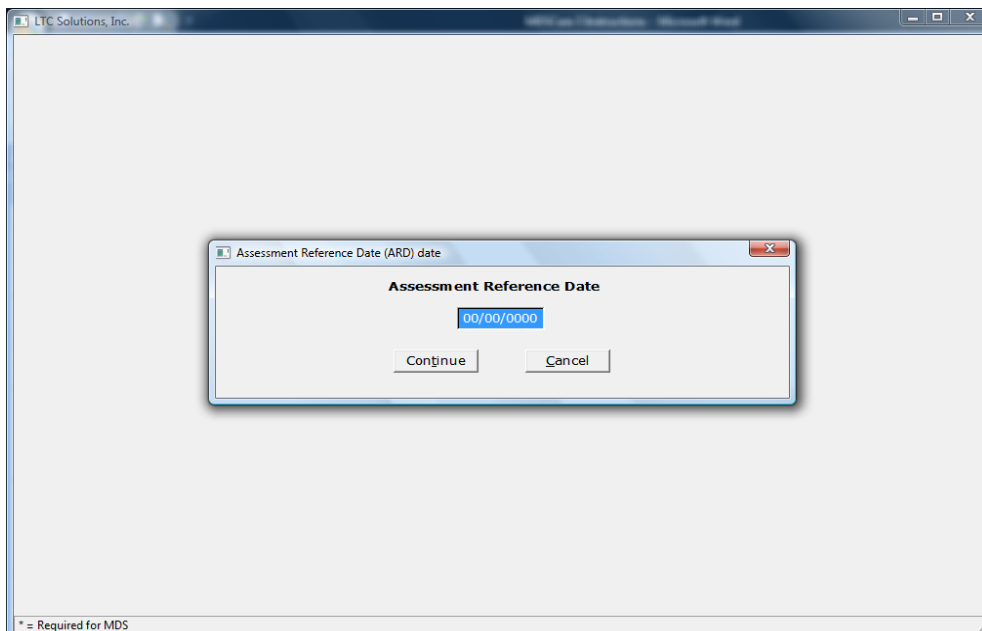 LTC Solutions, Inc.
Assessment Reference Date (ARD) date
Assessment Reference Date
00/00/0000
Continue
Cancel
* = Required for MDS